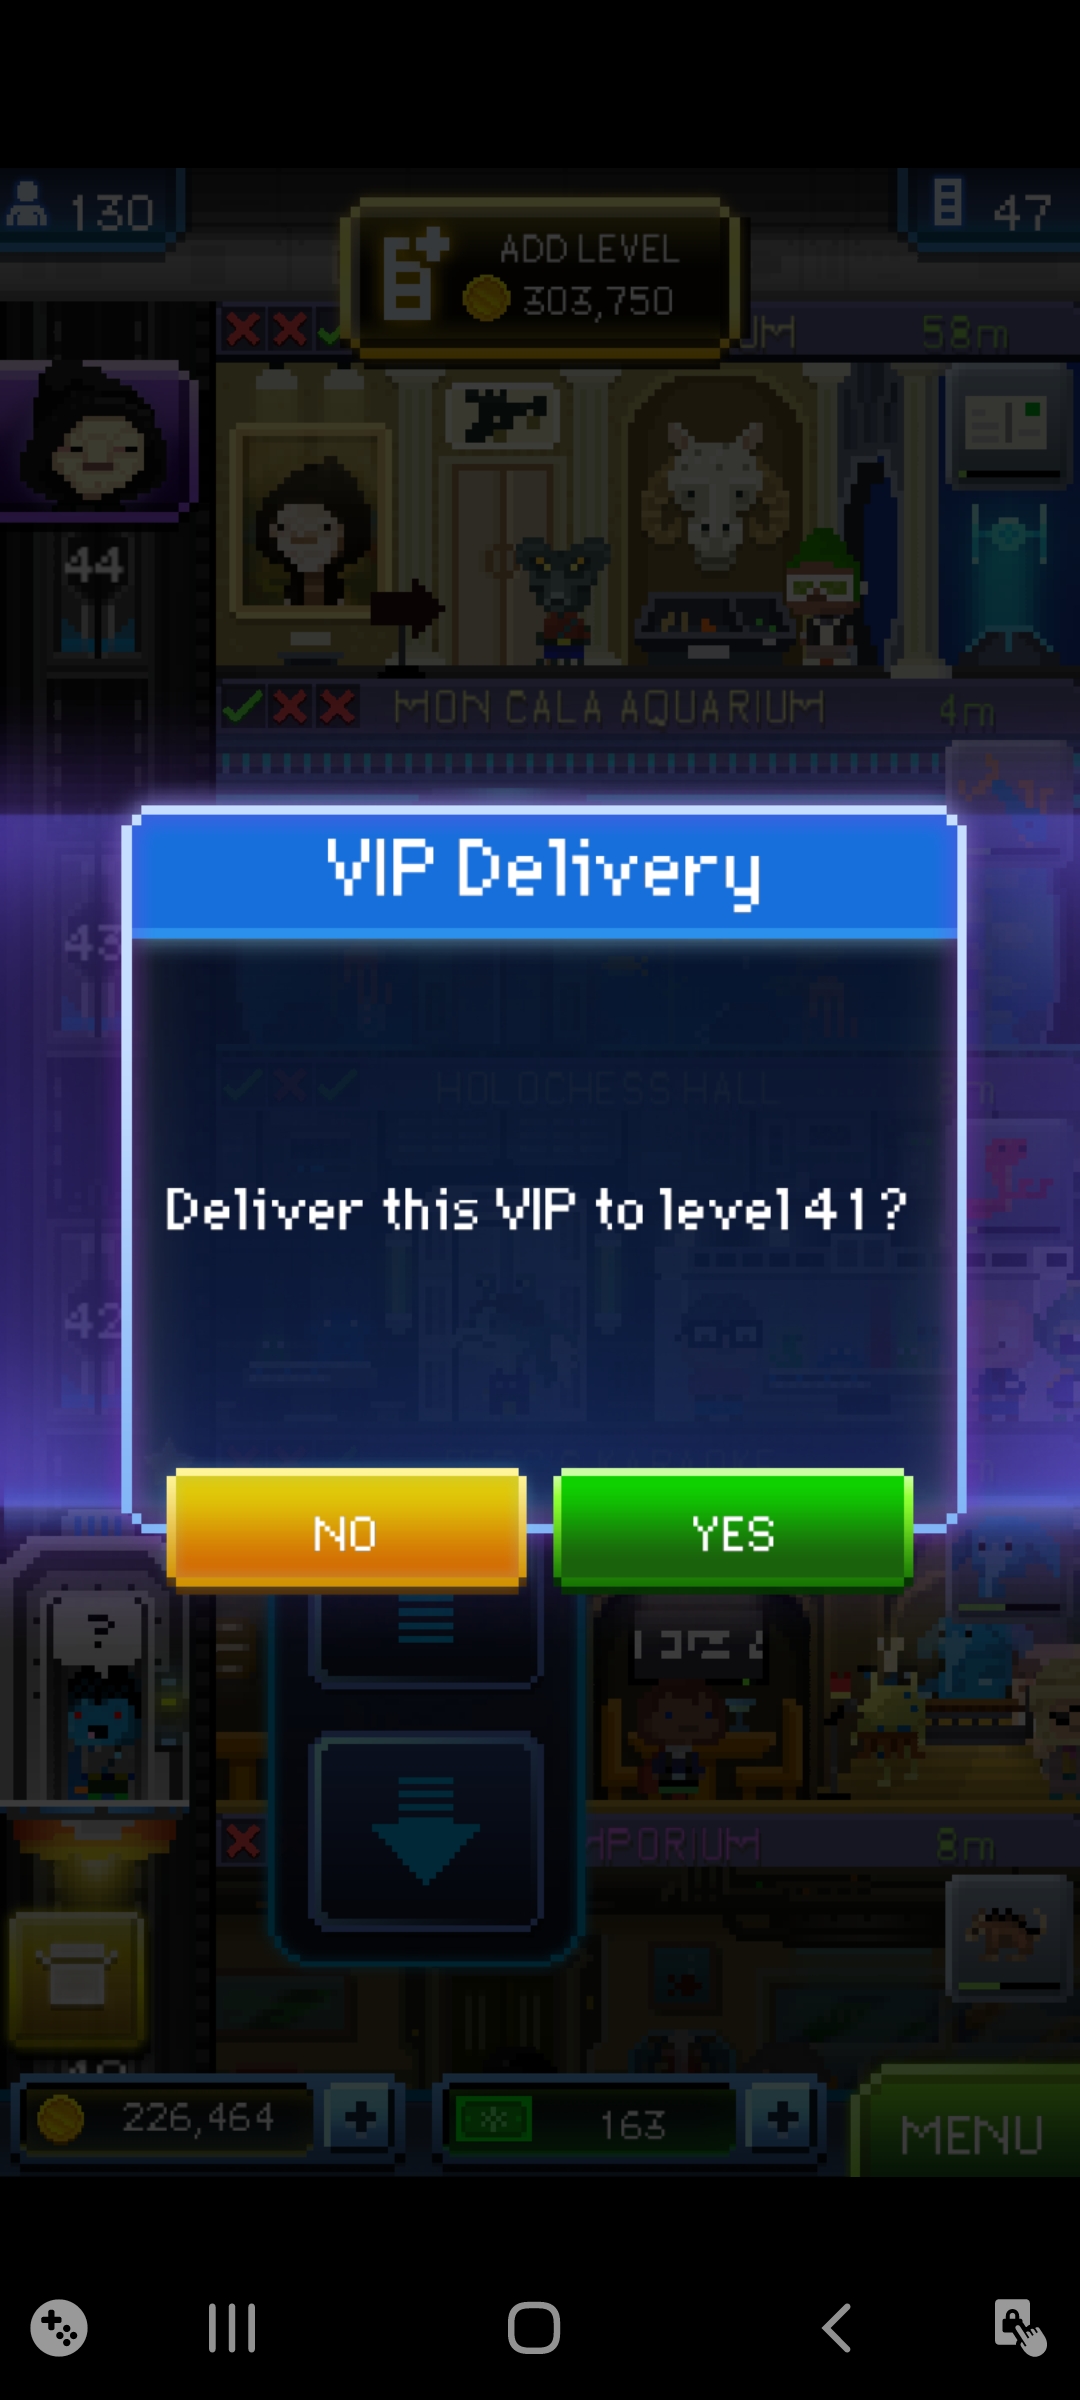 130
ADD LEVEL
303,750
47
UM
58m
44
MON CALA AQUARIUM
4m
VIP Delivery
43
HOLOCHESS HALL
m
Deliver this VIP to level 41?
42
NO
YES
?
MPORIUM
8m
226,464
163
MENU